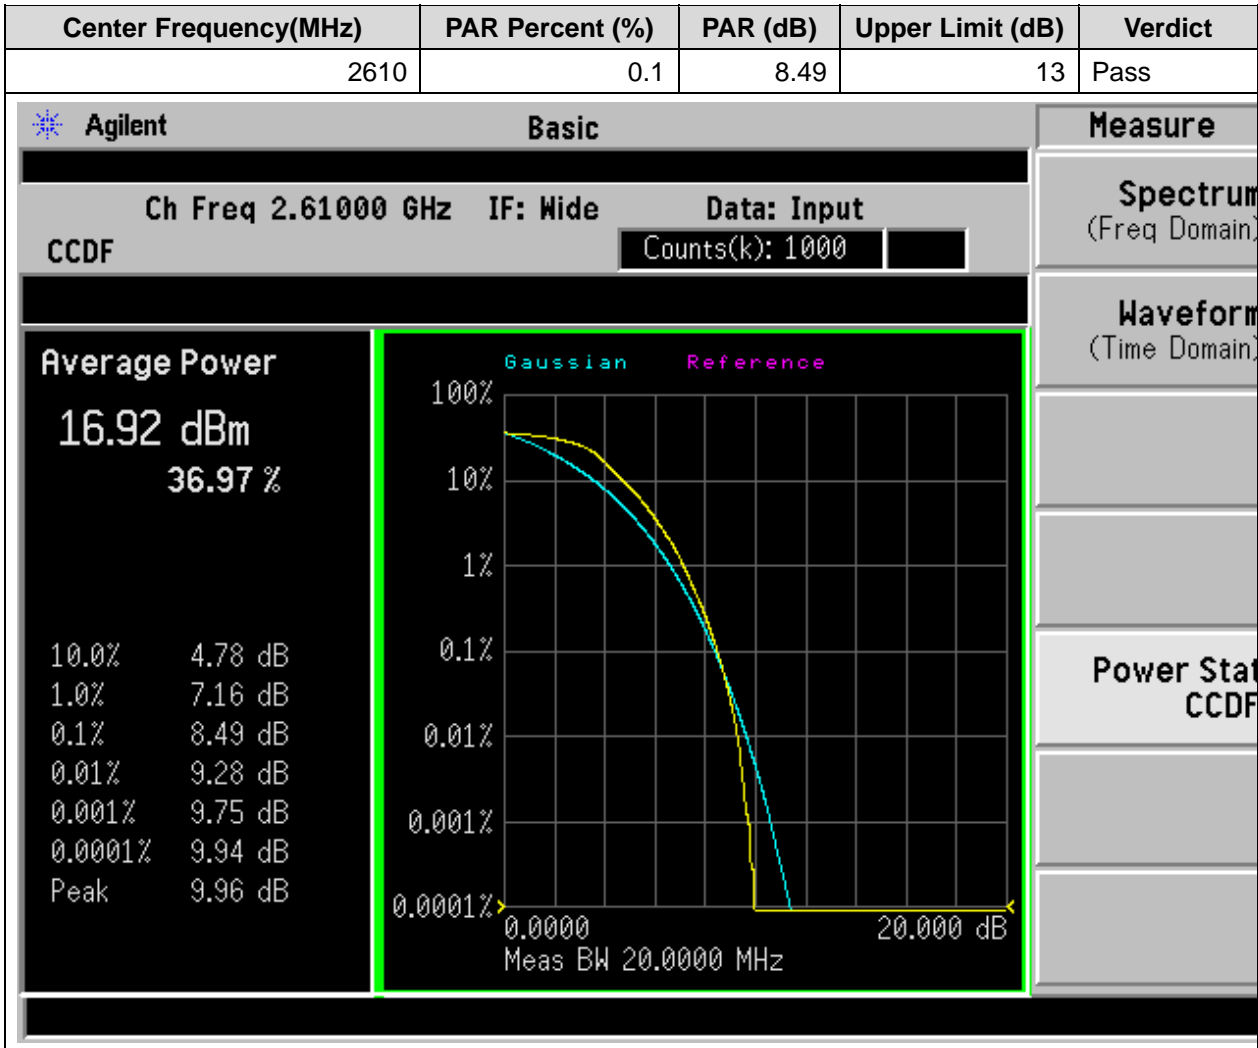 Center Frequency(MHz) PAR Percent (%) PAR (dB) Upper Limit (dB) Verdict
2610 0.1 8.49 13 Pass
Agilent Basic Measure
Ch Freq 2.61000 GHz IF: Wide Data: Input
CCDF Counts(k): 1000
Spectrum
(Freq Domain)
Waveform
(Time Domain)
Power Stat
CCDF
Average Power
16.92 dBm
36.97 %
10.0% 4.78 dB
1.0% 7.16 dB
0.1% 8.49 dB
0.01% 9.28 dB
0.001% 9.75 dB
0.0001% 9.94 dB
Peak 9.96 dB
Gaussian Reference
100%
10%
1%
0.1%
0.01%
0.001%
0.0001%
0.0000 20.000 dB
Meas BW 20.0000 MHz